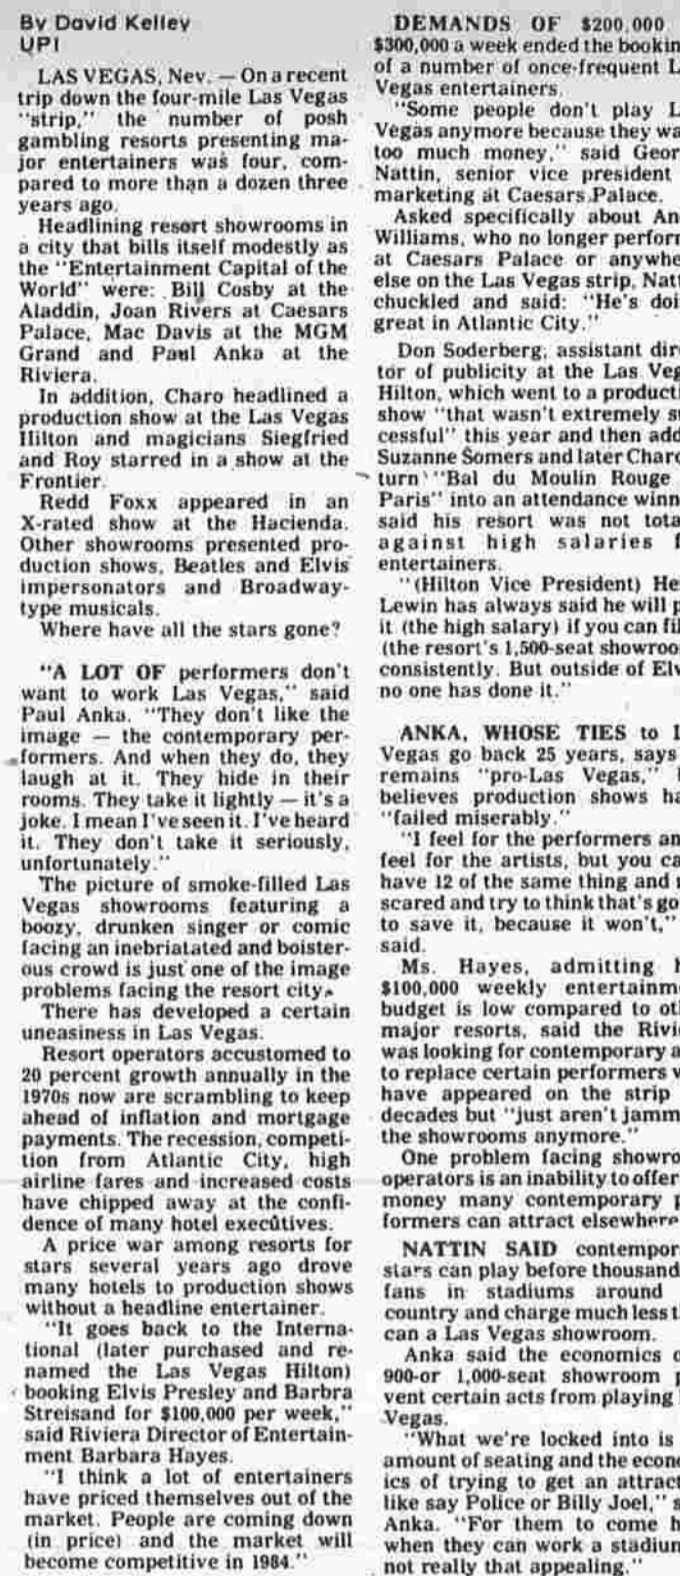 By David Kelley
UPI
LAS VEGAS, Nev. — On a recent
trip down the four-mile Las Vegas
"strip," the number of posh
gambling resorts presenting ma-
jor entertainers was four, com-
pared to more than a dozen three
years ago.
Headlining resort showrooms in
a city that bills itself modestly as
the "Entertainment Capital of the
World" were: Bill Cosby at the
Aladdin, Joan Rivers at Caesars
Palace, Mac Davis at the MGM
Grand and Paul Anka at the
Riviera.
In addition, Charo headlined a
production show at the Las Vegas
Hilton and magicians Siegfried
and Roy starred in a show at the
Frontier.
Redd Foxx appeared in an
X-rated show at the Hacienda.
Other showrooms presented pro-
duction shows, Beatles and Elvis
impersonators and Broadway-
type musicals.
Where have all the stars gone?
"A LOT OF performers don't
want to work Las Vegas," said
Paul Anka. "They don't like the
image — the contemporary per-
formers. And when they do, they
laugh at it. They hide in their
rooms. They take it lightly — it's a
joke. I mean I've seen it. I've heard
it. They don't take it seriously,
unfortunately."
The picture of smoke-filled Las
Vegas showrooms featuring a
boozy, drunken singer or comic
facing an inebriatated and boister-
ous crowd is just one of the image
problems facing the resort city.
There has developed a certain
uneasiness in Las Vegas.
Resort operators accustomed to
20 percent growth annually in the
1970s now are scrambling to keep
ahead of inflation and mortgage
payments. The recession, competi-
tion from Atlantic City, high
airline fares and increased costs
have chipped away at the confi-
dence of many hotel executives.
A price war among resorts for
stars several years ago drove
many hotels to production shows
without a headline entertainer.
"It goes back to the Interna-
tional (later purchased and re-
named the Las Vegas Hilton)
booking Elvis Presley and Barbra
Streisand for $100,000 per week,"
said Riviera Director of Entertain-
ment Barbara Hayes.
"I think a lot of entertainers
have priced themselves out of the
market. People are coming down
(in price) and the market will
become competitive in 1984."
DEMANDS OF $200,000
$300,000 a week ended the bookin
of a number of once-frequent L
Vegas entertainers.
"Some people don't play L
Vegas anymore because they wa
too much money," said Geor
Nattin, senior vice president
marketing at Caesars Palace.
Asked specifically about An
Williams, who no longer perfor
at Caesars Palace or anywhe
else on the Las Vegas strip, Natt
chuckled and said: "He's doi
great in Atlantic City."
Don Soderberg, assistant dire
tor of publicity at the Las Veg
Hilton, which went to a producti
show "that wasn't extremely su
cessful" this year and then add
Suzanne Somers and later Charo
turn "Bal du Moulin Rouge
Paris" into an attendance winn
said his resort was not tota
against high salaries f
entertainers.
"(Hilton Vice President) He
Lewin has always said he will p
it (the high salary) if you can fil
(the resort's 1,500-seat showroo
consistently. But outside of Elv
no one has done it."
ANKA, WHOSE TIES to L
Vegas go back 25 years, says
remains "pro-Las Vegas,"
believes production shows ha
"failed miserably."
"I feel for the performers an
feel for the artists, but you ca
have 12 of the same thing and
scared and try to think that's go
to save it, because it won't,"
said.
Ms. Hayes, admitting h
$100,000 weekly entertainme
budget is low compared to oth
major resorts, said the Rivie
was looking for contemporary a
to replace certain performers w
have appeared on the strip
decades but "just aren't jamm
the showrooms anymore."
One problem facing showro
operators is an inability to offer
money many contemporary p
formers can attract elsewhere
NATTIN SAID contempor
stars can play before thousand
fans in stadiums around
country and charge much less t
can a Las Vegas showroom.
Anka said the economics o
900-or 1,000-seat showroom p
vent certain acts from playing
Vegas.
"What we're locked into is
amount of seating and the econo
ics of trying to get an attract
like say Police or Billy Joel," s
Anka. "For them to come h
when they can work a stadium
not really that appealing."